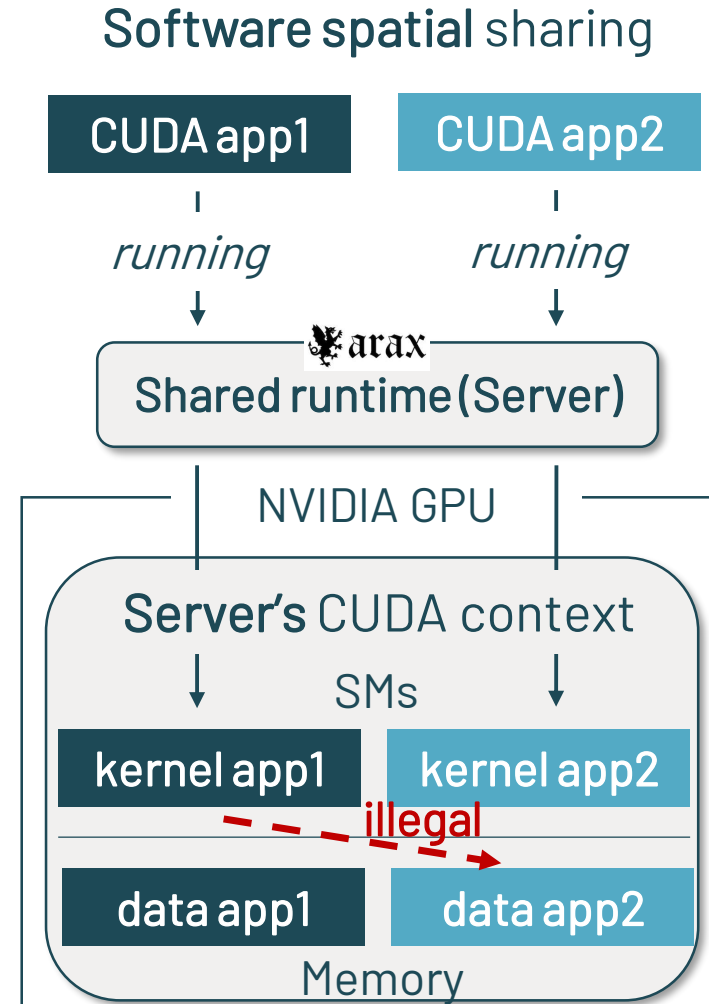 Software spatial sharing
CUDA app1
CUDA app2
running
running
arax
Shared runtime (Server)
NVIDIA GPU
Server's CUDA context
SMs
kernel app1
kernel app2
illegal
data app1
data app2
Memory